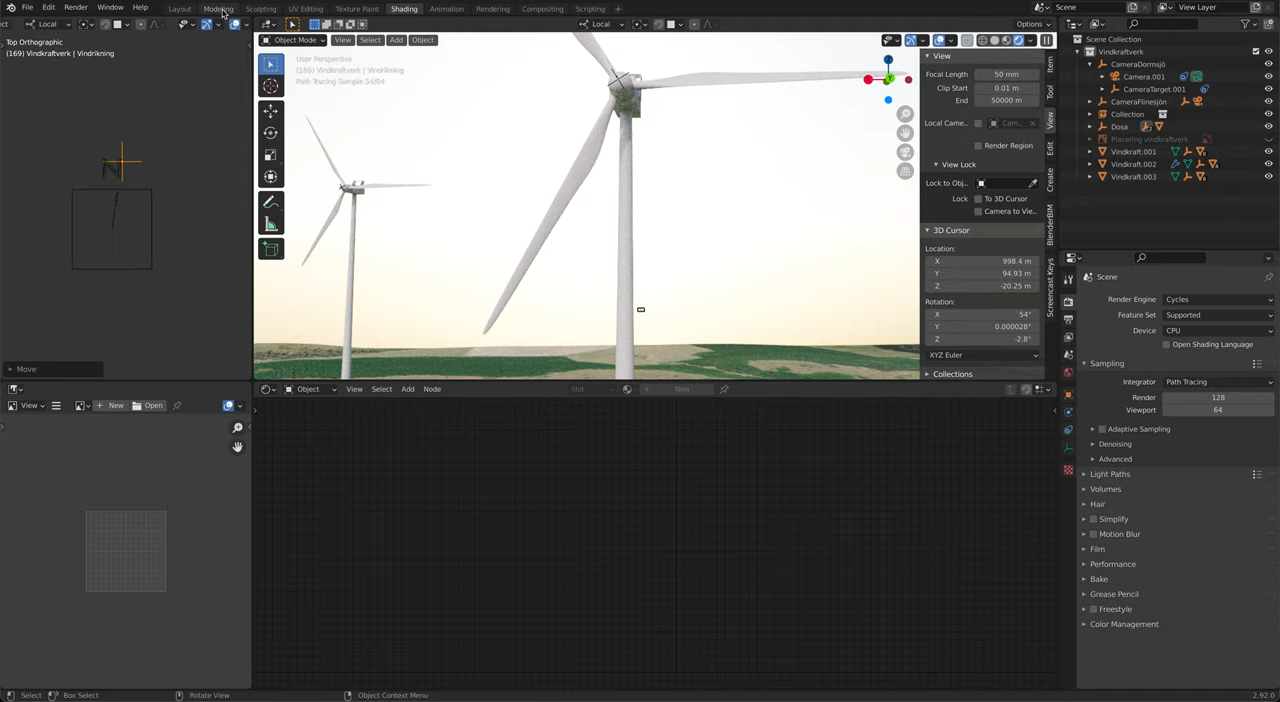 File Edit Render Window Help Layout Modeling Sculpting UV Editing Texture Paint Shading Animation Rendering Compositing Scripting + Scene View Layer
Local Local Options
Top Orthographic
(169) Vindkraftverk | Vindriktning
Object Mode View Select Add Object
User Perspective
(169) Vindkraftverk | Vindriktning
Path Tracing Sample 54/64
Move
View
Focal Length 50 mm
Clip Start 0.01 m
End 50000 m
Local Came... Cam...
Render Region
View Lock
Lock to Obj...
Lock To 3D Cursor
Camera to Vie...
3D Cursor
Location:
X 998.4 m
Y 94.93 m
Z -20.25 m
Rotation:
X 54°
Y 0.000028°
Z -2.8°
XYZ Euler
Collections
Item
Tool
View
Edit
Create
BlenderBIM
Screencast Keys
Scene Collection
Vindkraftverk
CameraDormsjö
Camera.001
CameraTarget.001
CameraFlinesjön
Collection
Dosa
Placering vindkraftverk
Vindkraft.001
Vindkraft.002
Vindkraft.003
Scene
Render Engine Cycles
Feature Set Supported
Device CPU
Open Shading Language
Sampling
Integrator Path Tracing
Render 128
Viewport 64
Adaptive Sampling
Denoising
Advanced
Light Paths
Volumes
Hair
Simplify
Motion Blur
Film
Performance
Bake
Grease Pencil
Freestyle
Color Management
View New Open
Object View Select Add Node Slot New
Select Box Select Rotate View Object Context Menu 2.92.0